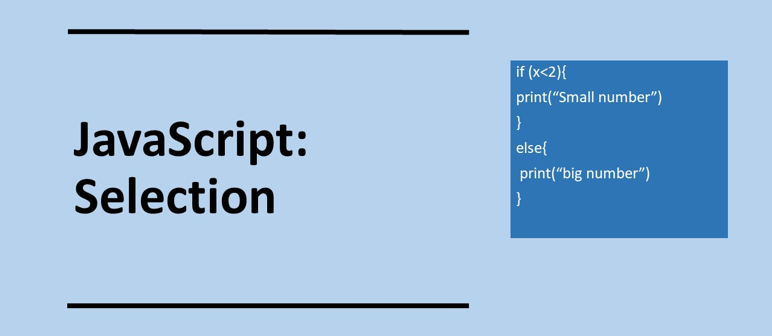 JavaScript:
Selection
if (x<2){
print(“Small number”)
}
else{
print(“big number”)
}